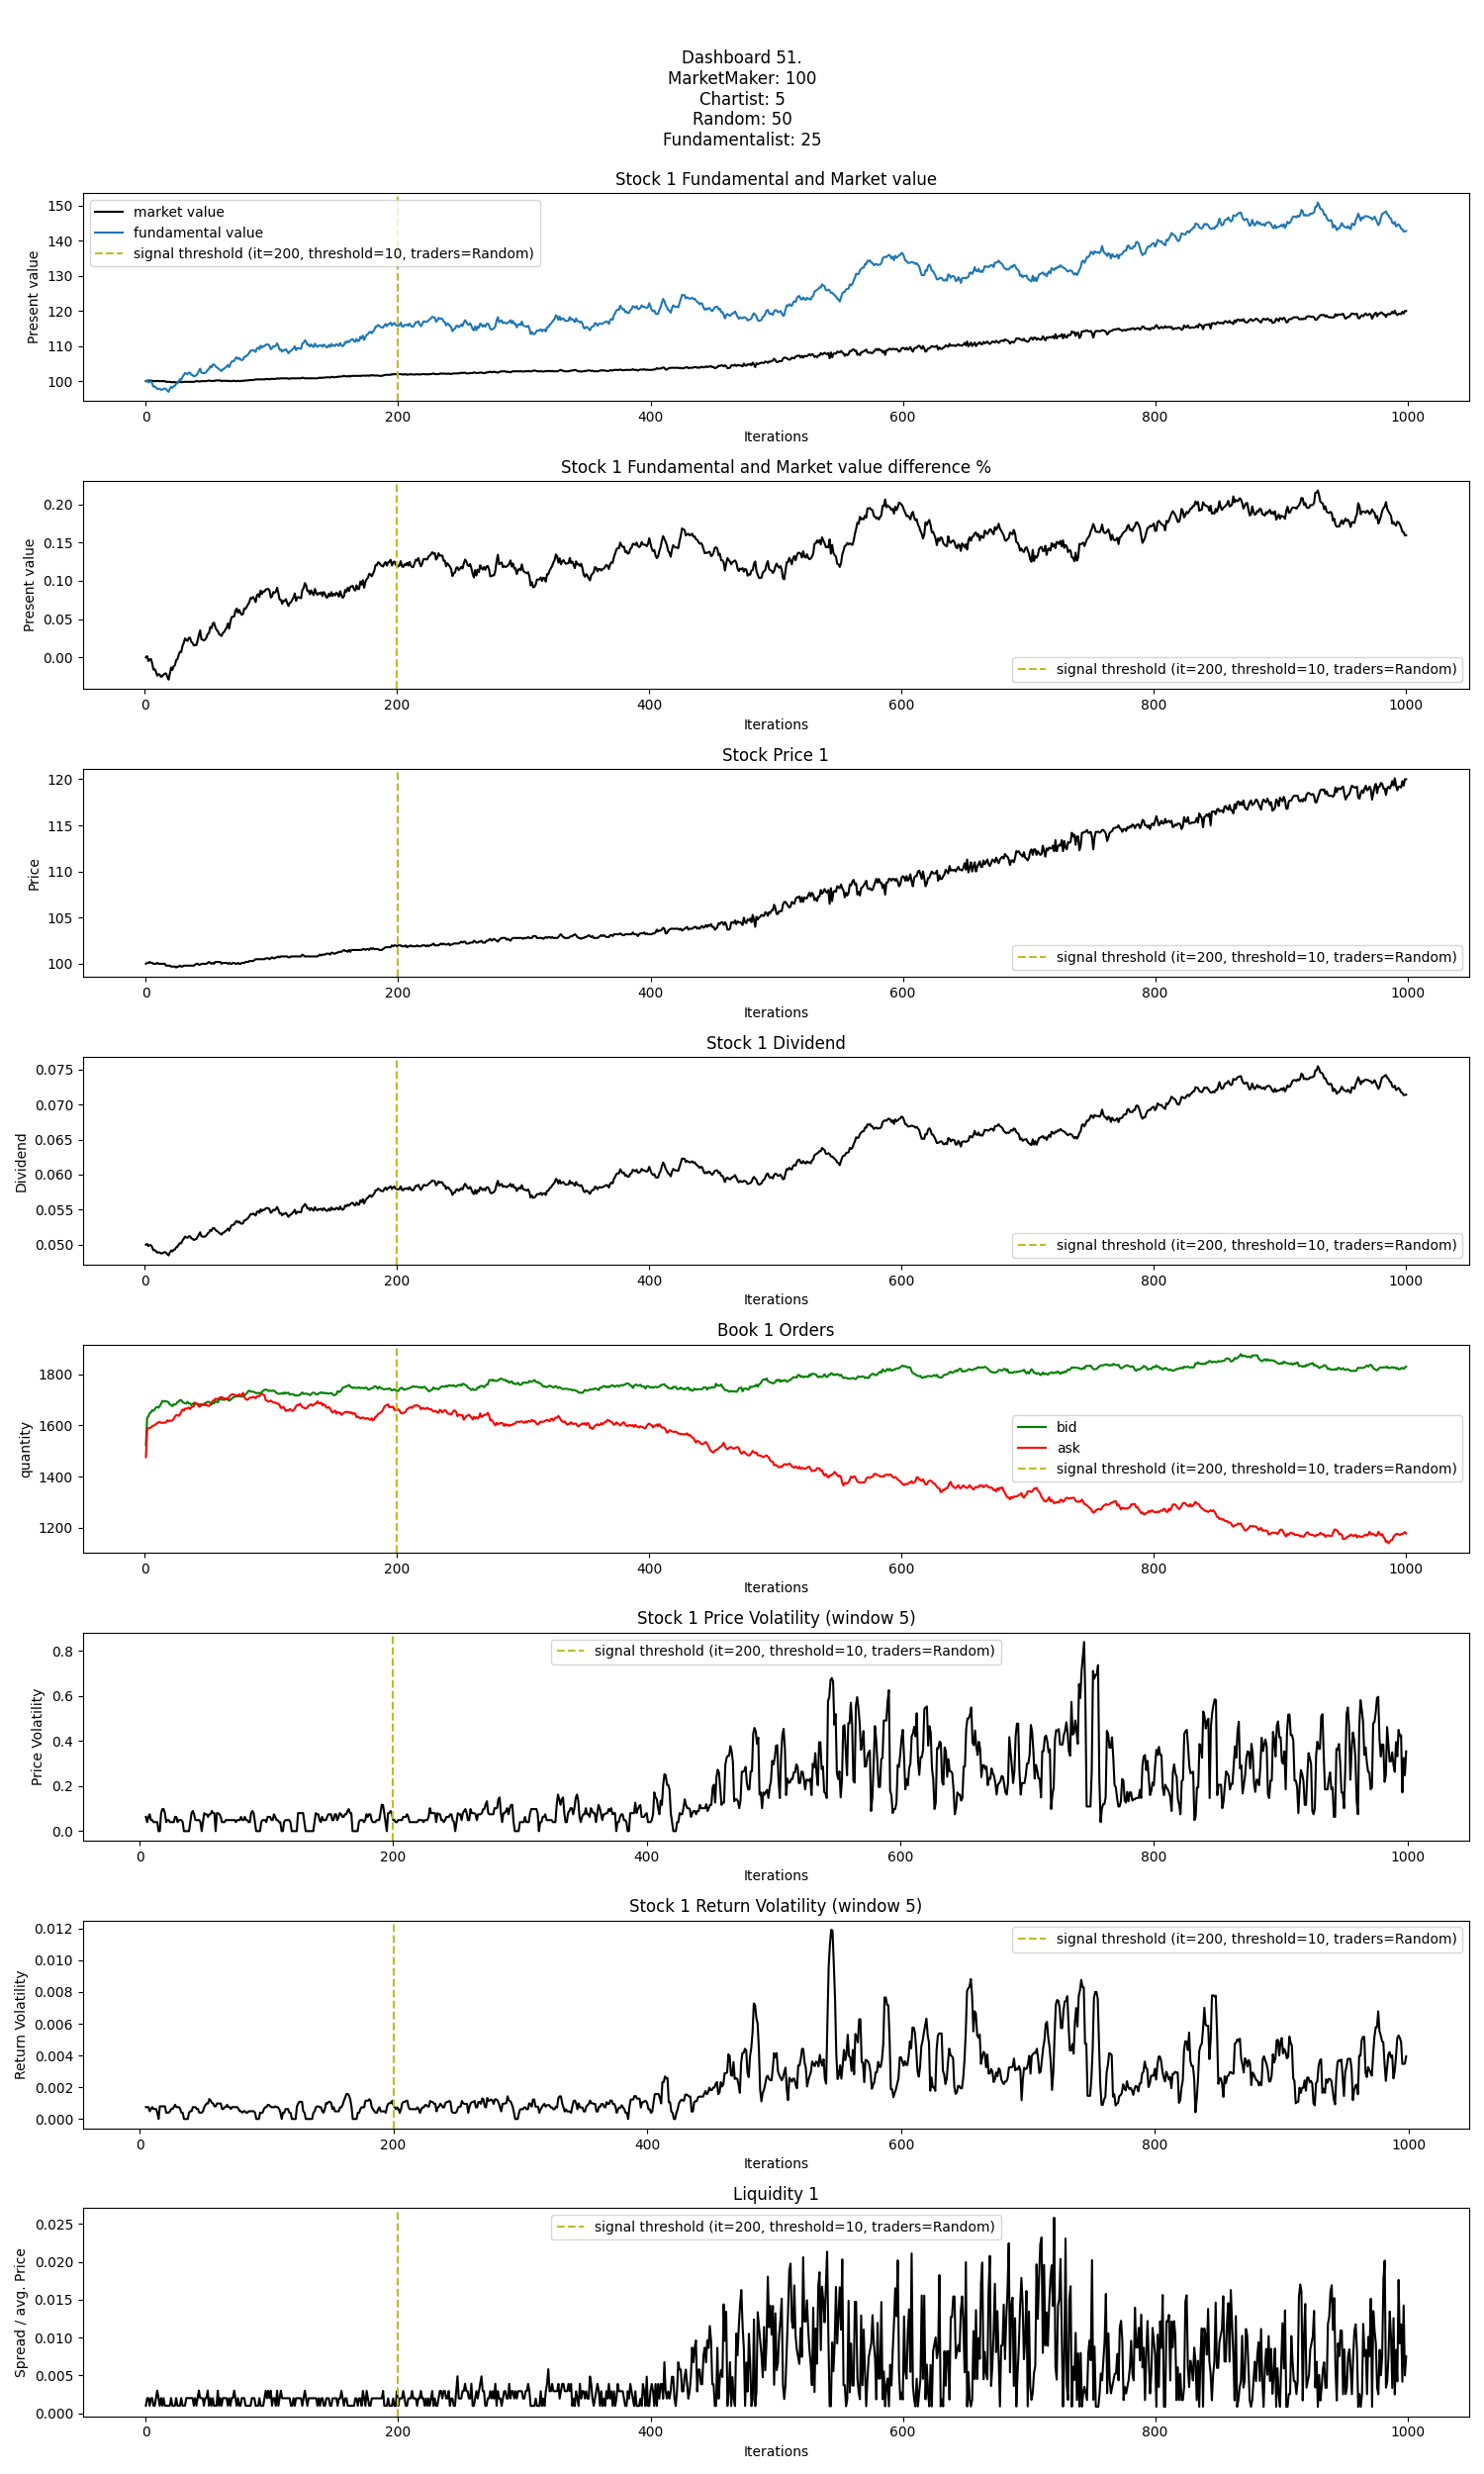 Dashboard 51.
MarketMaker: 100
Chartist: 5
Random: 50
Fundamentalist: 25
Stock 1 Fundamental and Market value
150
140
130
120
110
100
Present value
market value
fundamental value
signal threshold (it=200, threshold=10, traders=Random)
0 200 400 600 800 1000
Iterations
Stock 1 Fundamental and Market value difference %
0.20
0.15
0.10
0.05
0.00
Present value
signal threshold (it=200, threshold=10, traders=Random)
0 200 400 600 800 1000
Iterations
Stock Price 1
120
115
110
105
100
Price
signal threshold (it=200, threshold=10, traders=Random)
0 200 400 600 800 1000
Iterations
Stock 1 Dividend
0.075
0.070
0.065
0.060
0.055
0.050
Dividend
signal threshold (it=200, threshold=10, traders=Random)
0 200 400 600 800 1000
Iterations
Book 1 Orders
1800
1600
1400
1200
quantity
bid
ask
signal threshold (it=200, threshold=10, traders=Random)
0 200 400 600 800 1000
Iterations
Stock 1 Price Volatility (window 5)
0.8
0.6
0.4
0.2
0.0
Price Volatility
signal threshold (it=200, threshold=10, traders=Random)
0 200 400 600 800 1000
Iterations
Stock 1 Return Volatility (window 5)
0.012
0.010
0.008
0.006
0.004
0.002
0.000
Return Volatility
signal threshold (it=200, threshold=10, traders=Random)
0 200 400 600 800 1000
Iterations
Liquidity 1
0.025
0.020
0.015
0.010
0.005
0.000
Spread / avg. Price
signal threshold (it=200, threshold=10, traders=Random)
0 200 400 600 800 1000
Iterations